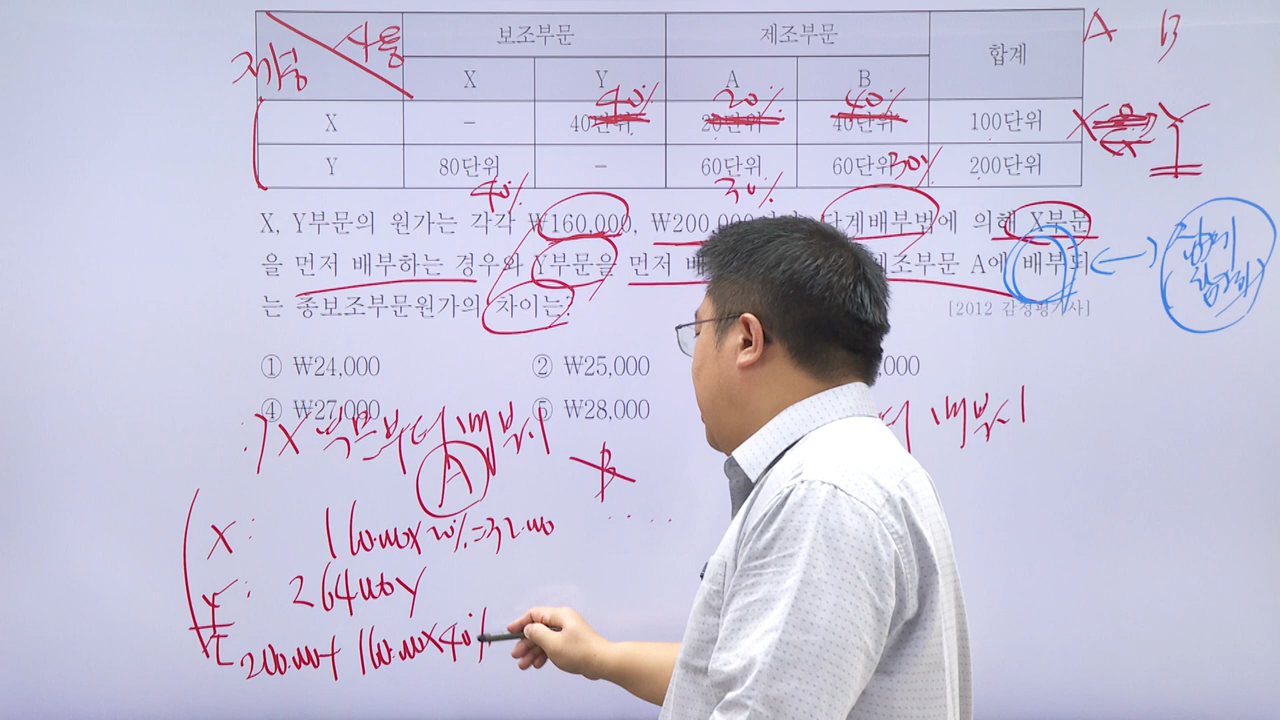 보조부문 제조부문 합계
제공 사용
X Y A B
X - 40단위 20단위 40단위 100단위
40% 20% 40%
Y 80단위 - 60단위 60단위 200단위
40% 30% 30%
A B
X Y
X, Y부문의 원가는 각각 ₩160,000, ₩200,000 단계배부법에 의해 X부문
을 먼저 배부하는 경우와 Y부문을 먼저 제조부문 A에 배부되
는 총보조부문원가의 차이는?
[2012 감정평가사]
① ₩24,000 ② ₩25,000 ,000
④ ₩27,000 ⑤ ₩28,000
1) X부문부터 배부시 터 배부시
A B
X: 160,000 x 20% = 32,000
Y: 264,000
200,000 + 160,000 x 40%